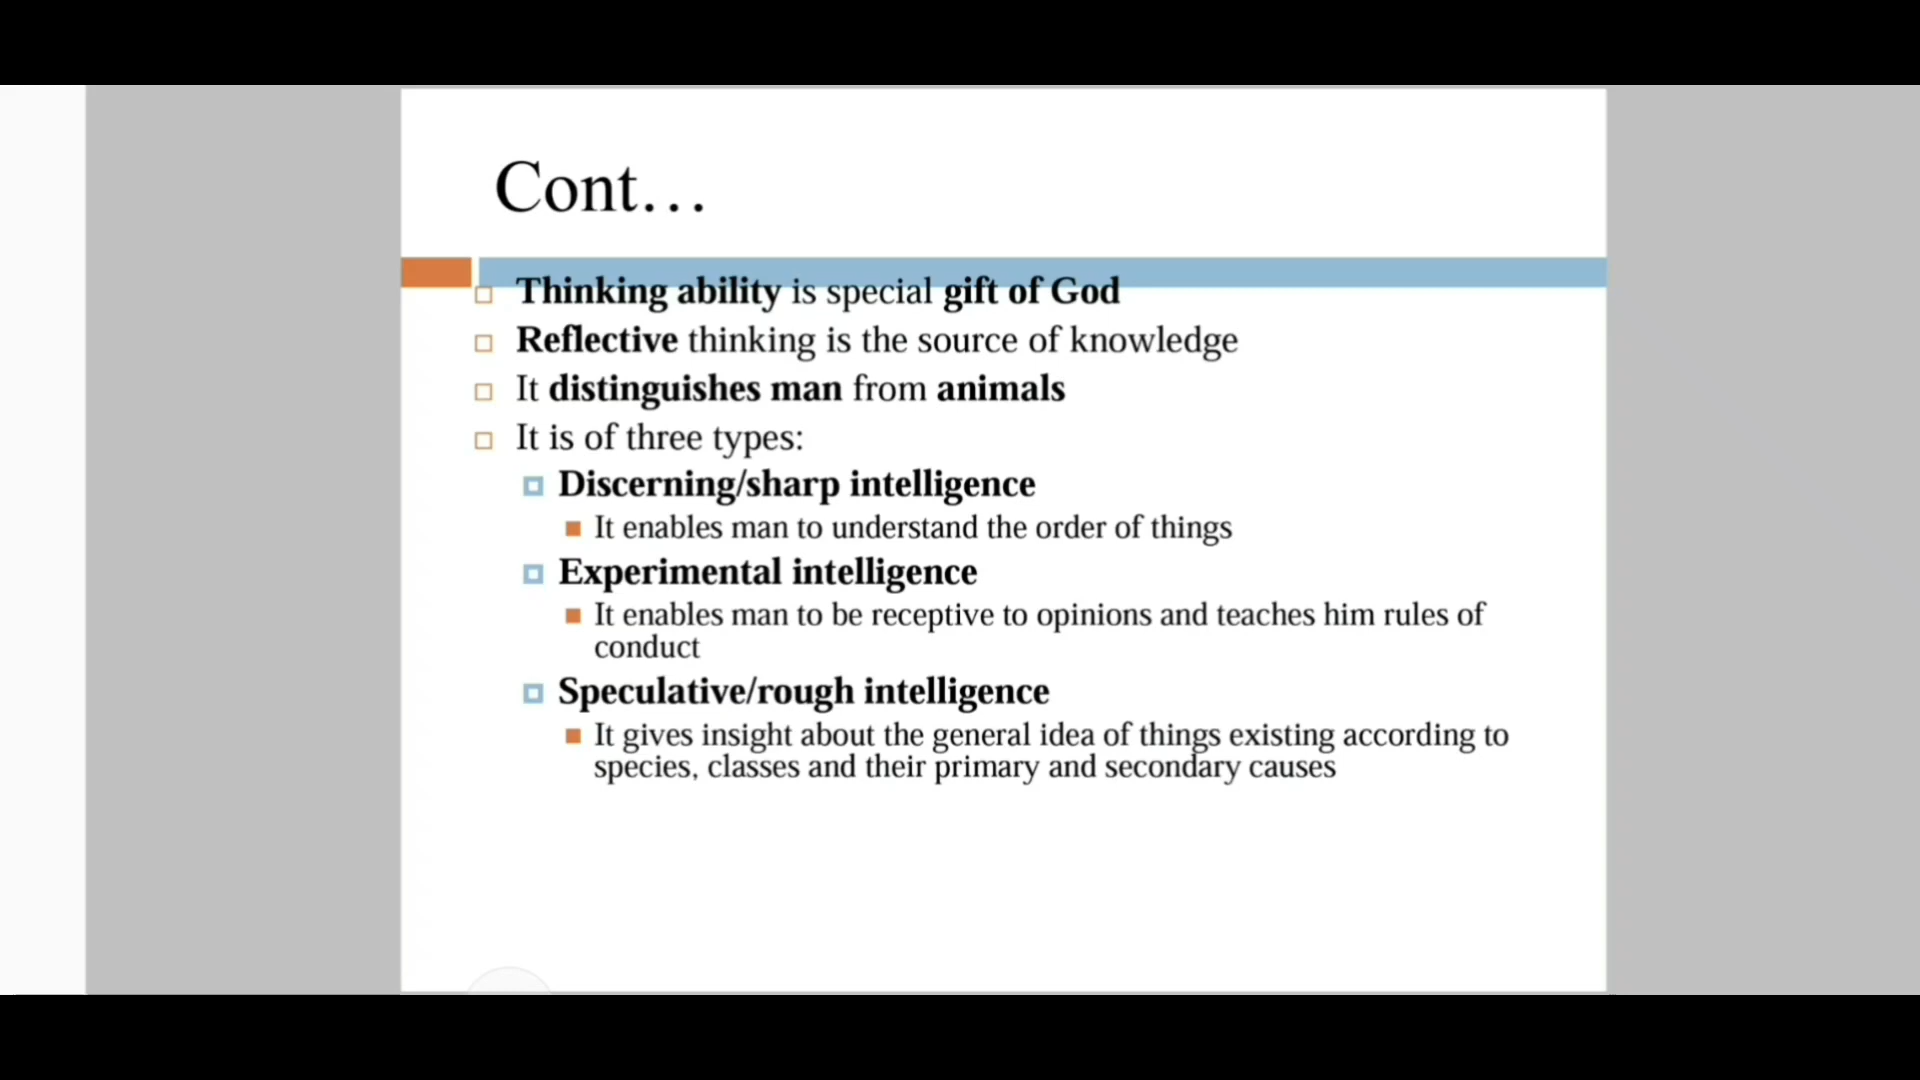 Cont…
Thinking ability is special gift of God
Reflective thinking is the source of knowledge
It distinguishes man from animals
It is of three types:
Discerning/sharp intelligence
It enables man to understand the order of things
Experimental intelligence
It enables man to be receptive to opinions and teaches him rules of
conduct
Speculative/rough intelligence
It gives insight about the general idea of things existing according to
species, classes and their primary and secondary causes